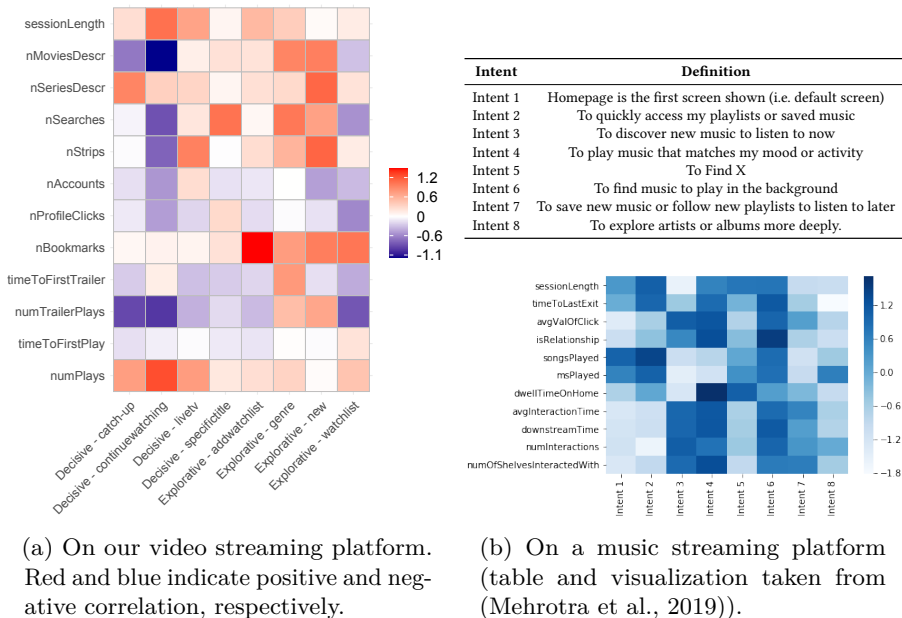 sessionLength
nMoviesDescr
nSeriesDescr
nSearches
nStrips
nAccounts
nProfileClicks
nBookmarks
timeToFirstTrailer
numTrailerPlays
timeToFirstPlay
numPlays
Decisive - catch-up
Decisive - continuewatching
Decisive - livetv
Decisive - specifictitle
Explorative - addwatchlist
Explorative - genre
Explorative - new
Explorative - watchlist
1.2
0.6
0
-0.6
-1.1
(a) On our video streaming platform.
Red and blue indicate positive and neg-
ative correlation, respectively.
Intent Definition
Intent 1 Homepage is the first screen shown (i.e. default screen)
Intent 2 To quickly access my playlists or saved music
Intent 3 To discover new music to listen to now
Intent 4 To play music that matches my mood or activity
Intent 5 To Find X
Intent 6 To find music to play in the background
Intent 7 To save new music or follow new playlists to listen to later
Intent 8 To explore artists or albums more deeply.
sessionLength
timeToLastExit
avgValOfClick
isRelationship
songsPlayed
msPlayed
dwellTimeOnHome
avgInteractionTime
downstreamTime
numInteractions
numOfShelvesInteractedWith
Intent 1
Intent 2
Intent 3
Intent 4
Intent 5
Intent 6
Intent 7
Intent 8
1.2
0.6
0.0
−0.6
−1.2
−1.8
(b) On a music streaming platform
(table and visualization taken from
(Mehrotra et al., 2019)).